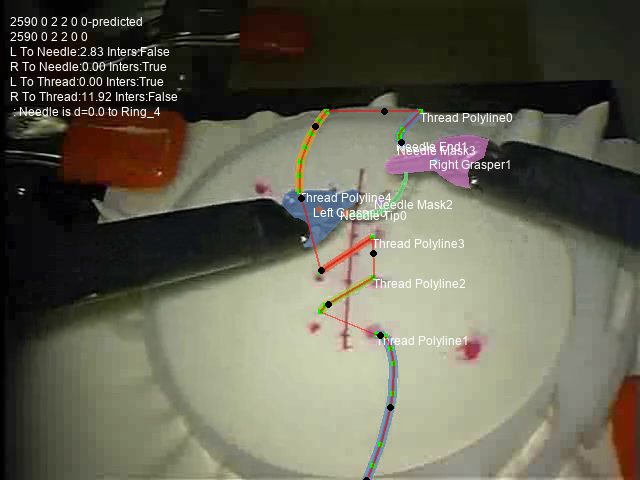 2590 0 2 2 0 0-predicted
2590 0 2 2 0 0
L To Needle:2.83 Inters:False
R To Needle:0.00 Inters:True
L To Thread:0.00 Inters:True
R To Thread:11.92 Inters:False
: Needle is d=0.0 to Ring_4
Thread Polyline0
Needle End1
Needle Mask3
Right Grasper1
Thread Polyline4
Needle Mask2
Left Grasper
Needle Tip0
Thread Polyline3
Thread Polyline2
Thread Polyline1